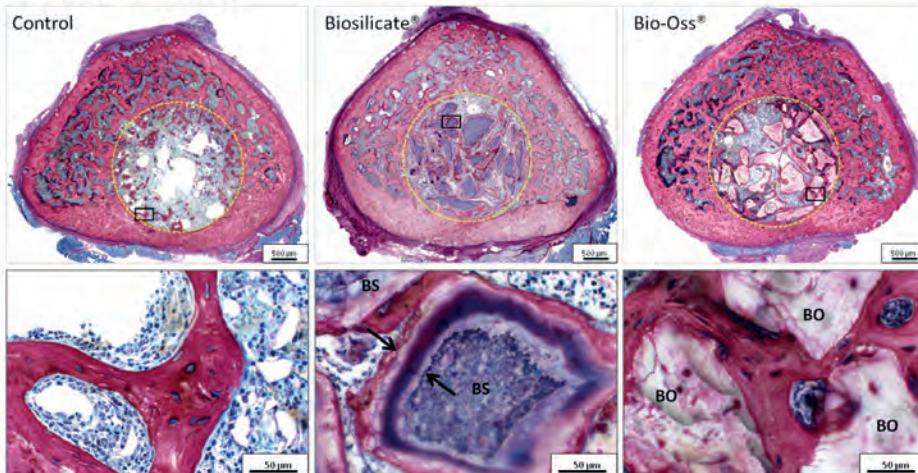 Control
Biosilicate®
Bio-Oss®
500 µm
500 µm
500 µm
BS
BS
50 µm
50 µm
BO
BO
BO
50 µm